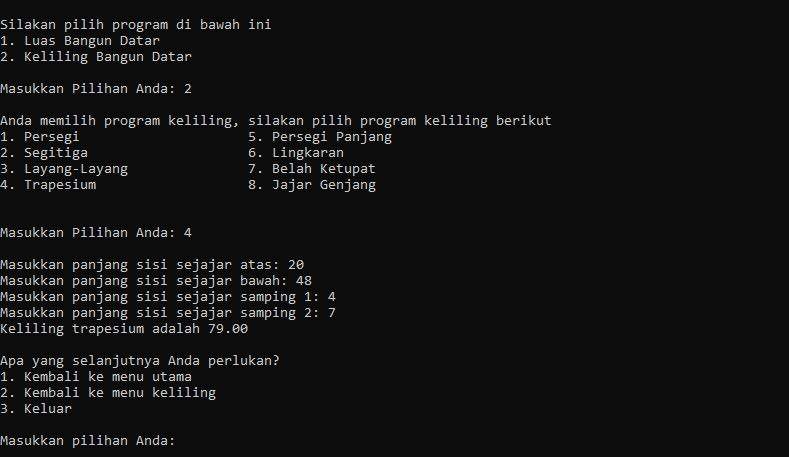 Silakan pilih program di bawah ini
1. Luas Bangun Datar
2. Keliling Bangun Datar
Masukkan Pilihan Anda: 2
Anda memilih program keliling, silakan pilih program keliling berikut
1. Persegi 5. Persegi Panjang
2. Segitiga 6. Lingkaran
3. Layang-Layang 7. Belah Ketupat
4. Trapesium 8. Jajar Genjang
Masukkan Pilihan Anda: 4
Masukkan panjang sisi sejajar atas: 20
Masukkan panjang sisi sejajar bawah: 48
Masukkan panjang sisi sejajar samping 1: 4
Masukkan panjang sisi sejajar samping 2: 7
Keliling trapesium adalah 79.00
Apa yang selanjutnya Anda perlukan?
1. Kembali ke menu utama
2. Kembali ke menu keliling
3. Keluar
Masukkan pilihan Anda: